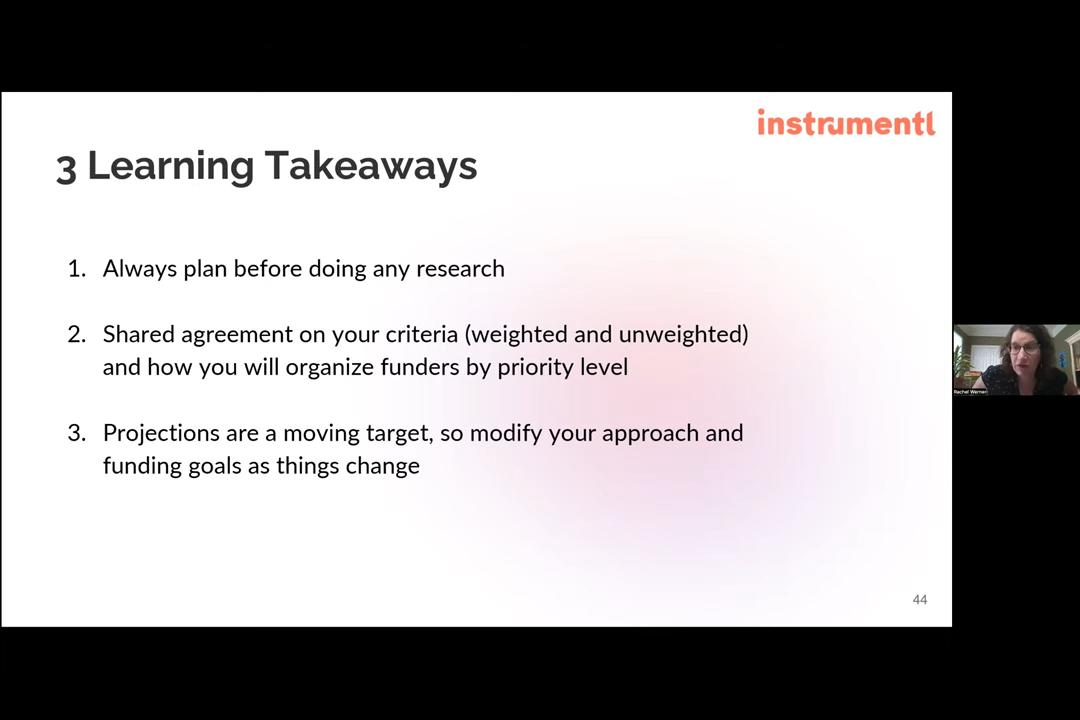 instrumentl
3 Learning Takeaways
1. Always plan before doing any research
2. Shared agreement on your criteria (weighted and unweighted)
and how you will organize funders by priority level
3. Projections are a moving target, so modify your approach and
funding goals as things change
Rachel Werner
44